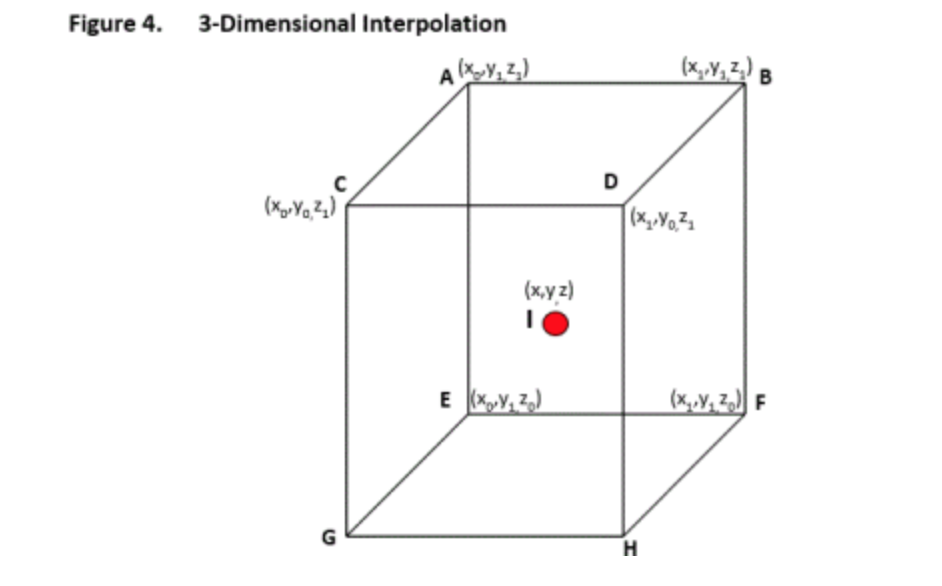 Figure 4. 3-Dimensional Interpolation
A (x₀,y₁,z₁)
(x₁,y₁,z₁) B
C
D
(x₀,y₀,z₁)
(x₁,y₀,z₁
(x,y z)
I
E (x₀,y₁,z₀)
(x₁,y₁,z₀) F
G
H